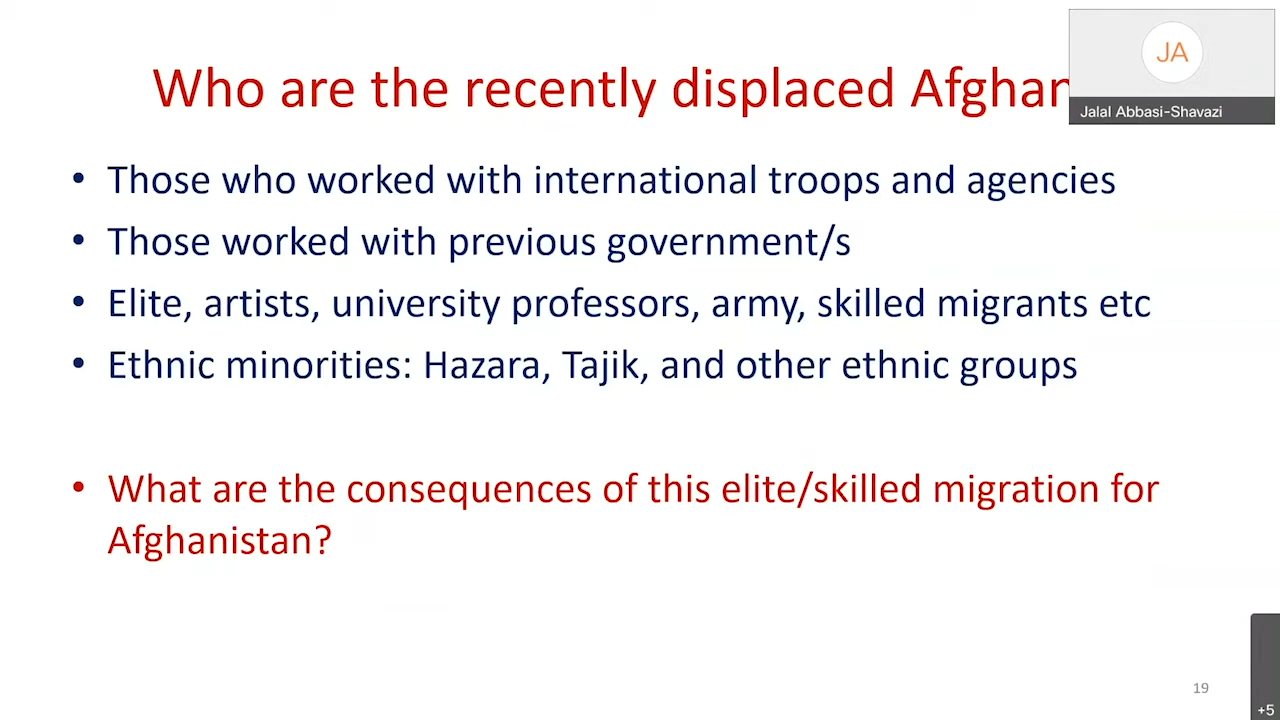 Who are the recently displaced Afghan
JA
Jalal Abbasi-Shavazi
• Those who worked with international troops and agencies
• Those worked with previous government/s
• Elite, artists, university professors, army, skilled migrants etc
• Ethnic minorities: Hazara, Tajik, and other ethnic groups
• What are the consequences of this elite/skilled migration for
Afghanistan?
19
+5